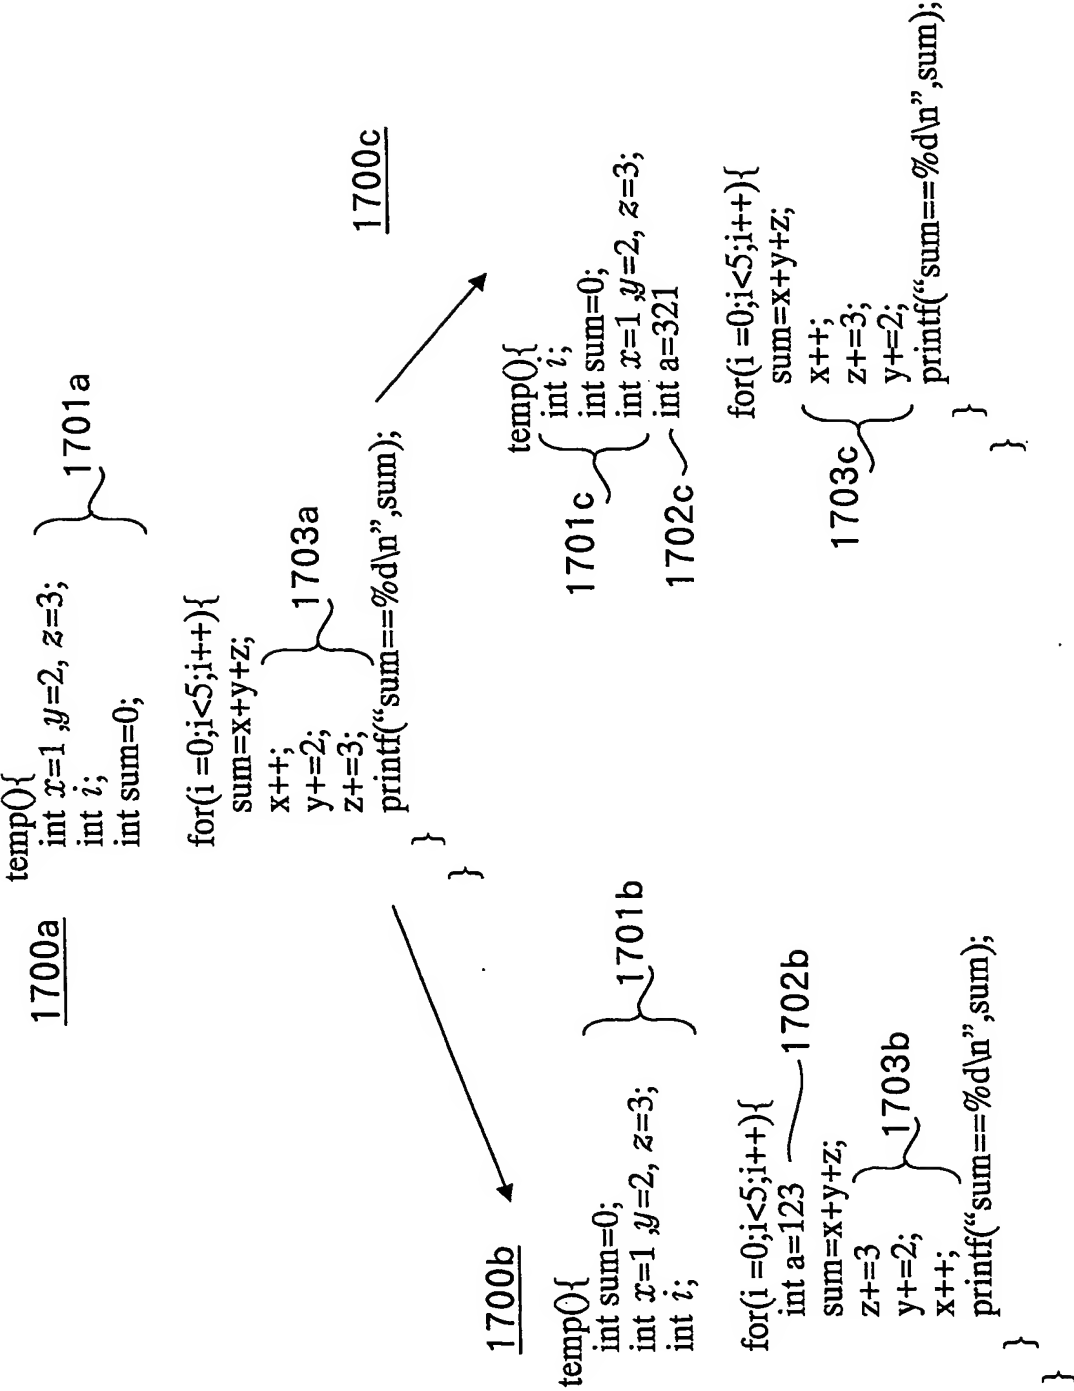 1700a
temp(){
int x=1 ,y=2, z=3;
int i;
int sum=0;
1701a
for(i =0;i<5;i++){
sum=x+y+z;
x++;
y+=2;
z+=3;
1703a
printf(“sum==%d\n”,sum);
}
}
1700b
temp(){
int sum=0;
int x=1 ,y=2, z=3;
int i;
1701b
for(i =0;i<5;i++){
int a=123
1702b
sum=x+y+z;
z+=3
y+=2;
x++;
1703b
printf(“sum==%d\n”,sum);
}
}
1700c
temp(){
int i;
int sum=0;
int x=1 ,y=2, z=3;
1701c
int a=321
1702c
for(i =0;i<5;i++){
sum=x+y+z;
x++;
z+=3;
y+=2;
1703c
printf(“sum==%d\n”,sum);
}
}